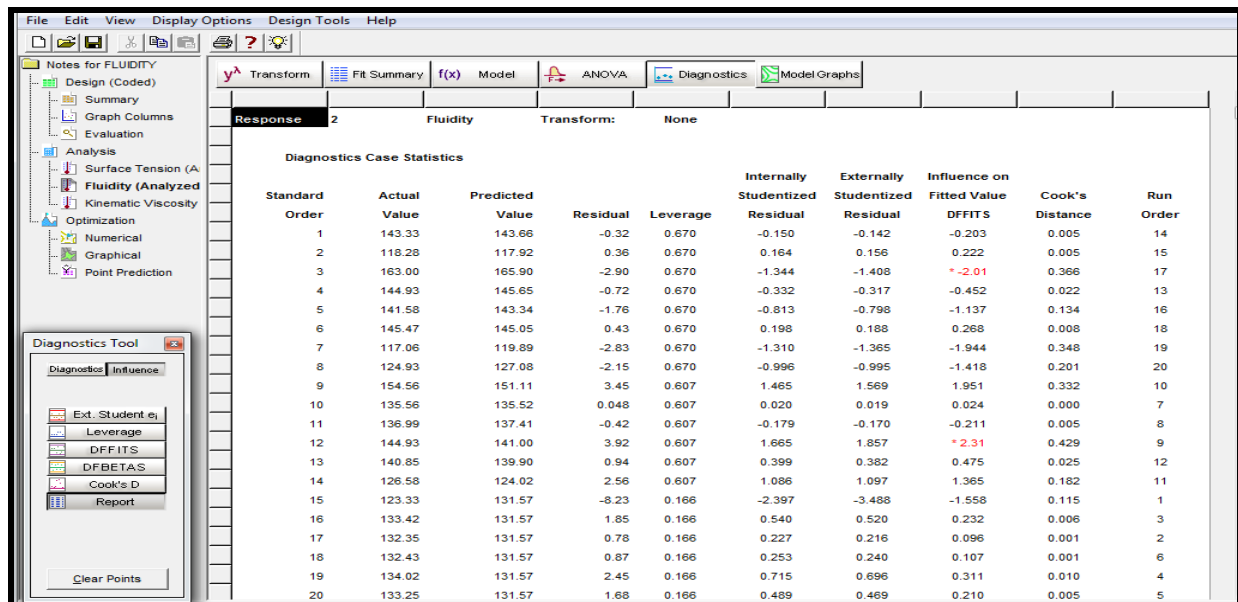 File Edit View Display Options Design Tools Help
Notes for FLUIDITY
Design (Coded)
Summary
Graph Columns
Evaluation
Analysis
Surface Tension (A
Fluidity (Analyzed
Kinematic Viscosity
Optimization
Numerical
Graphical
Point Prediction
Diagnostics Tool
Diagnostics Influence
Ext. Student ei
Leverage
DFFITS
DFBETAS
Cook's D
Report
Clear Points
yλ Transform Fit Summary f(x) Model ANOVA Diagnostics Model Graphs
Response 2 Fluidity Transform: None
Diagnostics Case Statistics
Internally Externally Influence on
Standard Actual Predicted Studentized Studentized Fitted Value Cook's Run
Order Value Value Residual Leverage Residual Residual DFFITS Distance Order
1 143.33 143.66 -0.32 0.670 -0.150 -0.142 -0.203 0.005 14
2 118.28 117.92 0.36 0.670 0.164 0.156 0.222 0.005 15
3 163.00 165.90 -2.90 0.670 -1.344 -1.408 * -2.01 0.366 17
4 144.93 145.65 -0.72 0.670 -0.332 -0.317 -0.452 0.022 13
5 141.58 143.34 -1.76 0.670 -0.813 -0.798 -1.137 0.134 16
6 145.47 145.05 0.43 0.670 0.198 0.188 0.268 0.008 18
7 117.06 119.89 -2.83 0.670 -1.310 -1.365 -1.944 0.348 19
8 124.93 127.08 -2.15 0.670 -0.996 -0.995 -1.418 0.201 20
9 154.56 151.11 3.45 0.607 1.465 1.569 1.951 0.332 10
10 135.56 135.52 0.048 0.607 0.020 0.019 0.024 0.000 7
11 136.99 137.41 -0.42 0.607 -0.179 -0.170 -0.211 0.005 8
12 144.93 141.00 3.92 0.607 1.665 1.857 * 2.31 0.429 9
13 140.85 139.90 0.94 0.607 0.399 0.382 0.475 0.025 12
14 126.58 124.02 2.56 0.607 1.086 1.097 1.365 0.182 11
15 123.33 131.57 -8.23 0.166 -2.397 -3.488 -1.558 0.115 1
16 133.42 131.57 1.85 0.166 0.540 0.520 0.232 0.006 3
17 132.35 131.57 0.78 0.166 0.227 0.216 0.096 0.001 2
18 132.43 131.57 0.87 0.166 0.253 0.240 0.107 0.001 6
19 134.02 131.57 2.45 0.166 0.715 0.696 0.311 0.010 4
20 133.25 131.57 1.68 0.166 0.489 0.469 0.210 0.005 5